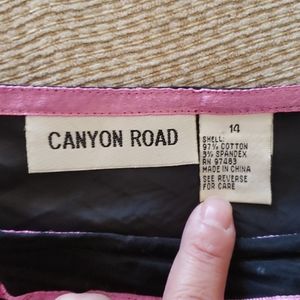 CANYON ROAD
14
SHELL:
97% COTTON
3% SPANDEX
RN 97483
MADE IN CHINA
SEE REVERSE
FOR CARE